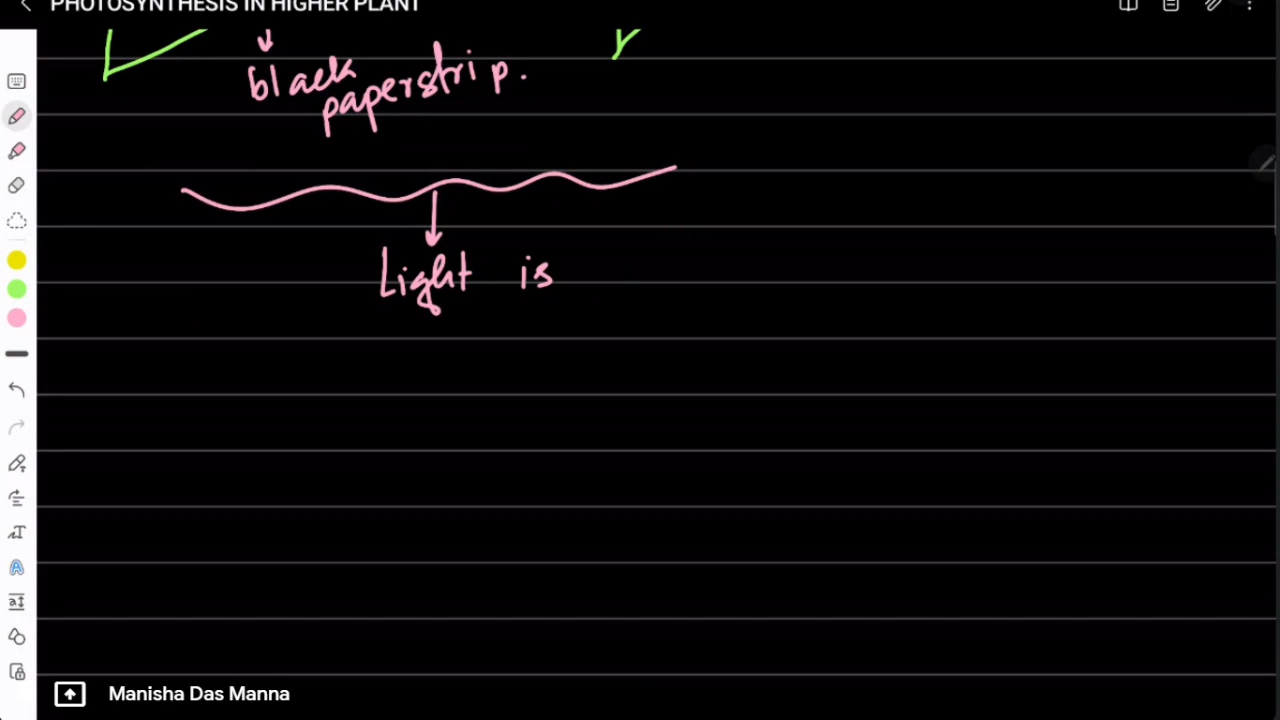 PHOTOSYNTHESIS IN HIGHER PLANT
black
paperstrip.
Light is
Manisha Das Manna